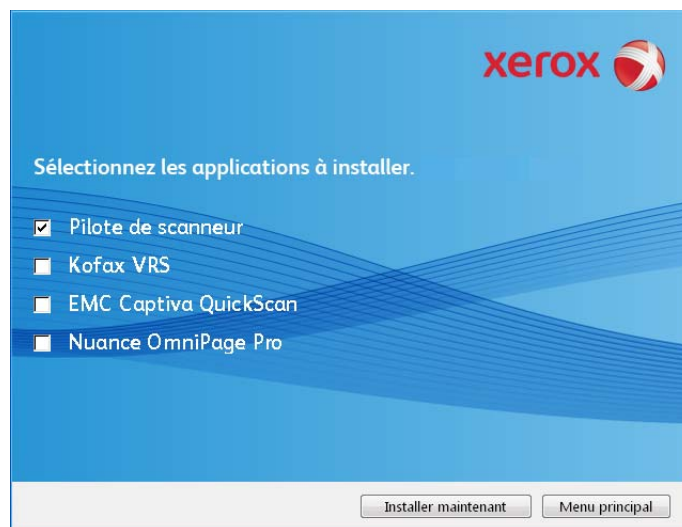 xerox
Sélectionnez les applications à installer.
Pilote de scanneur
Kofax VRS
EMC Captiva QuickScan
Nuance OmniPage Pro
Installer maintenant Menu principal